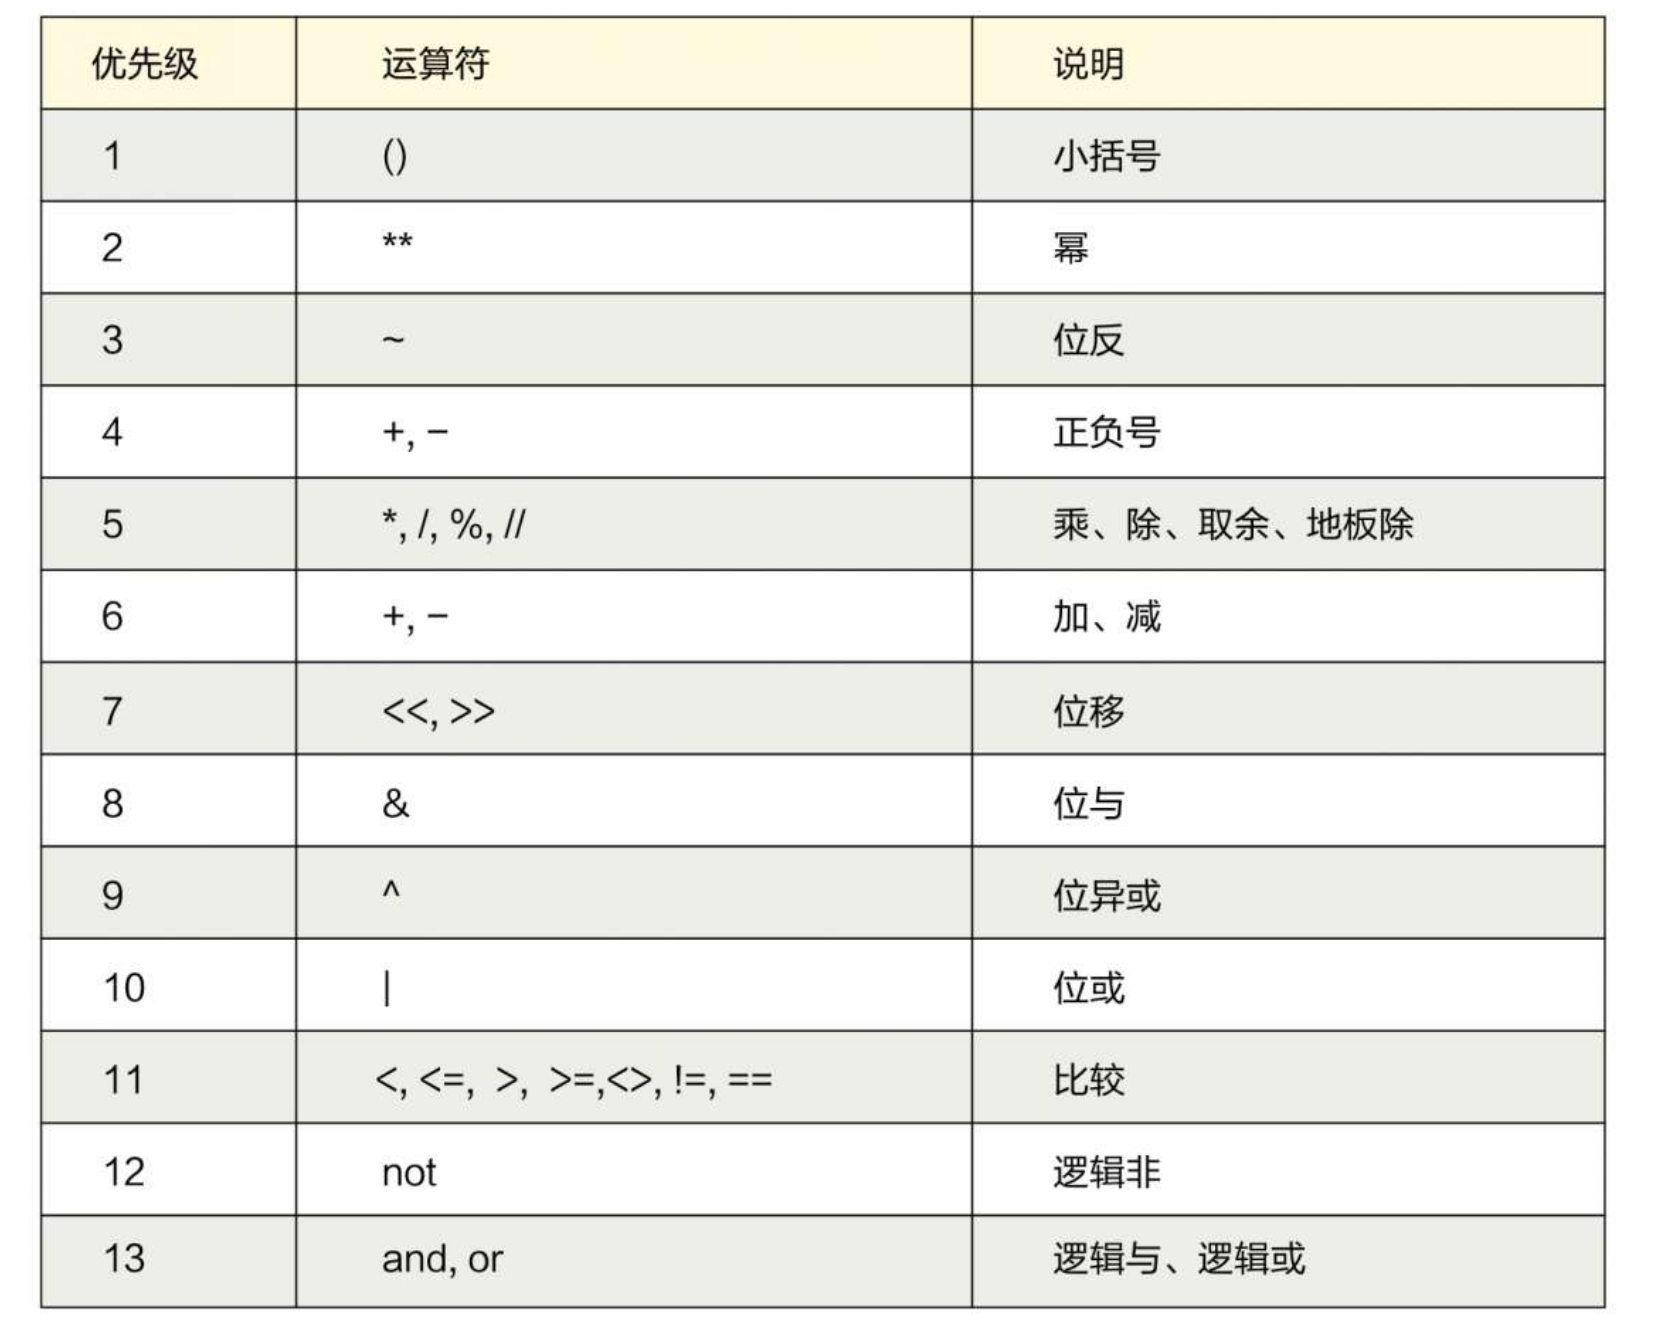 优先级 运算符 说明
1 () 小括号
2 ** 幂
3 ~ 位反
4 +, − 正负号
5 *, /, %, // 乘、除、取余、地板除
6 +, − 加、减
7 <<, >> 位移
8 & 位与
9 ^ 位异或
10 | 位或
11 <, <=, >, >=,<>, !=, == 比较
12 not 逻辑非
13 and, or 逻辑与、逻辑或